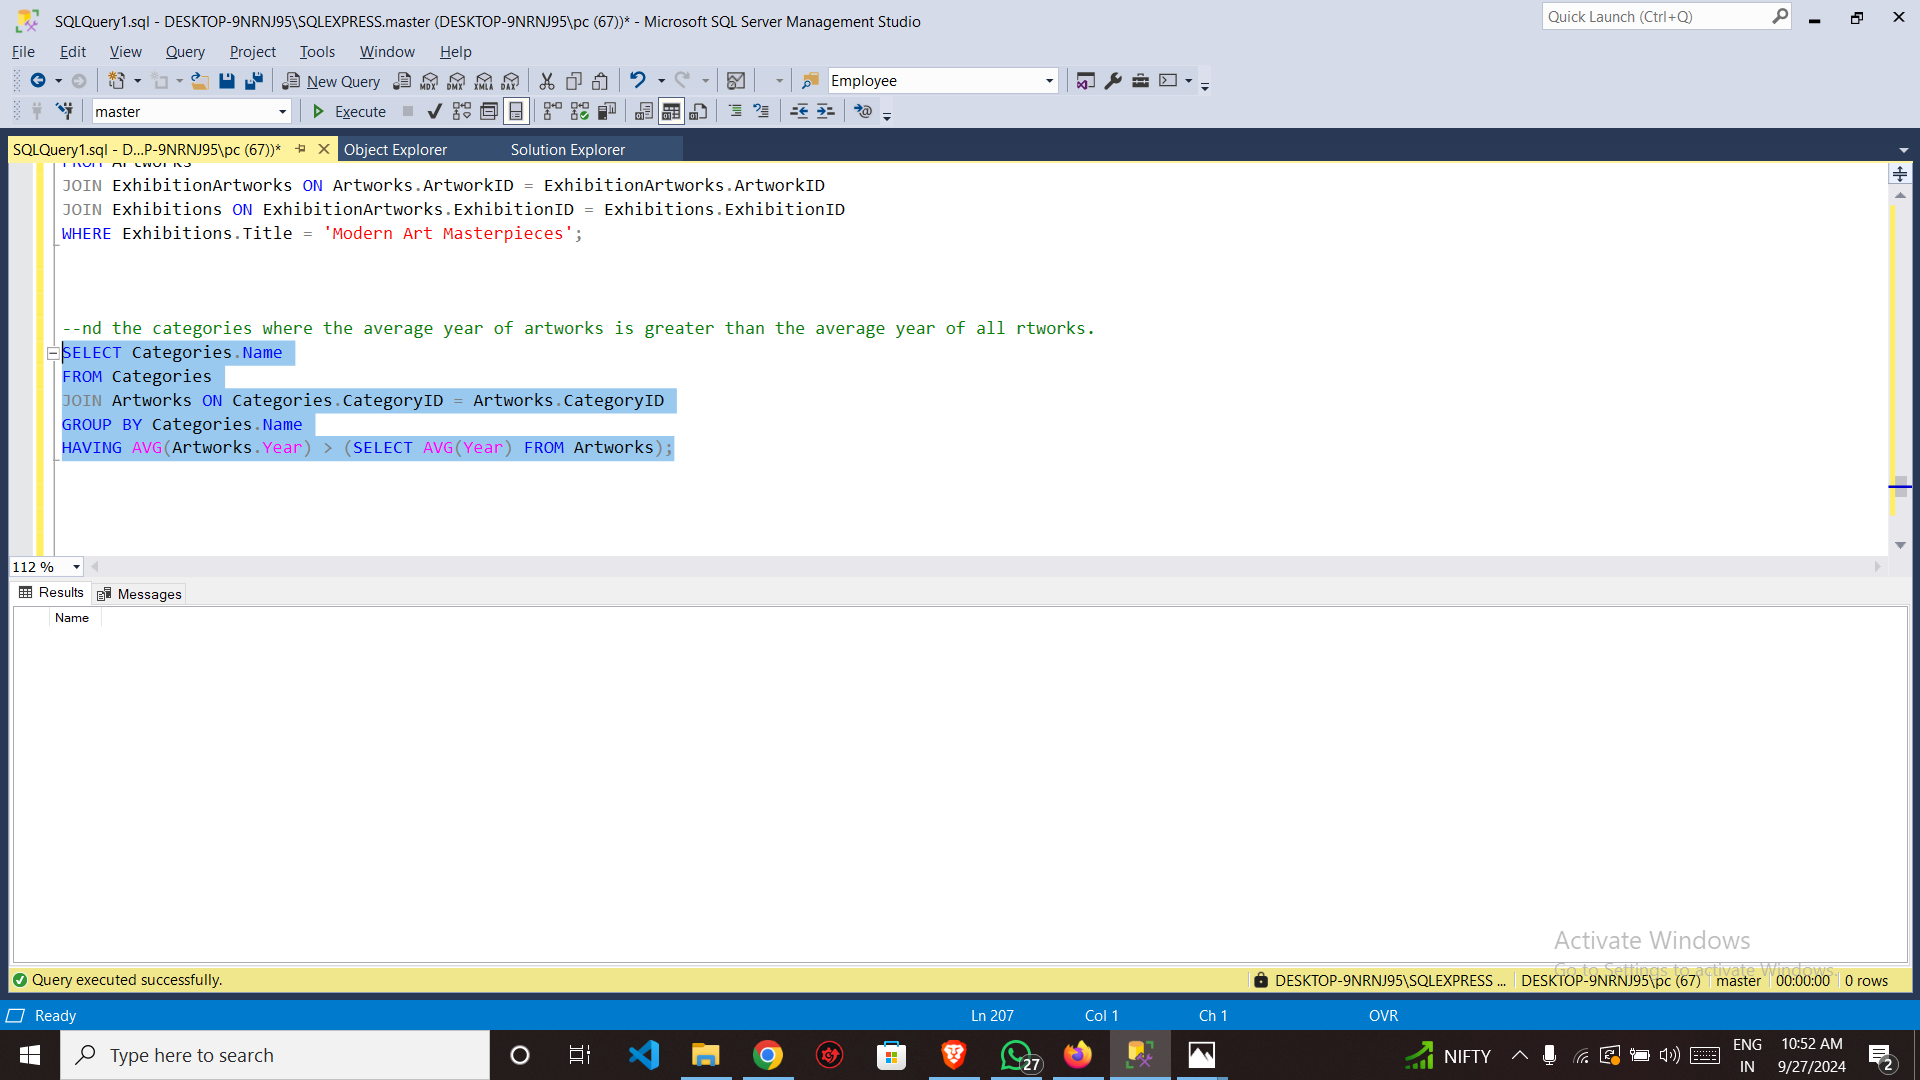 SQLQuery1.sql - DESKTOP-9NRNJ95\SQLEXPRESS.master (DESKTOP-9NRNJ95\pc (67))* - Microsoft SQL Server Management Studio
Quick Launch (Ctrl+Q)
File Edit View Query Project Tools Window Help
New Query MDX DMX XMLA DAX Employee
master Execute
SQLQuery1.sql - D...P-9NRNJ95\pc (67))* Object Explorer Solution Explorer
FROM Artworks
JOIN ExhibitionArtworks ON Artworks.ArtworkID = ExhibitionArtworks.ArtworkID
JOIN Exhibitions ON ExhibitionArtworks.ExhibitionID = Exhibitions.ExhibitionID
WHERE Exhibitions.Title = 'Modern Art Masterpieces';
--nd the categories where the average year of artworks is greater than the average year of all rtworks.
SELECT Categories.Name
FROM Categories
JOIN Artworks ON Categories.CategoryID = Artworks.CategoryID
GROUP BY Categories.Name
HAVING AVG(Artworks.Year) > (SELECT AVG(Year) FROM Artworks);
112 %
Results Messages
Name
Activate Windows
Go to Settings to activate Windows.
Query executed successfully. DESKTOP-9NRNJ95\SQLEXPRESS ... DESKTOP-9NRNJ95\pc (67) master 00:00:00 0 rows
Ready Ln 207 Col 1 Ch 1 OVR
Type here to search 27 NIFTY ENG IN 10:52 AM 9/27/2024 2